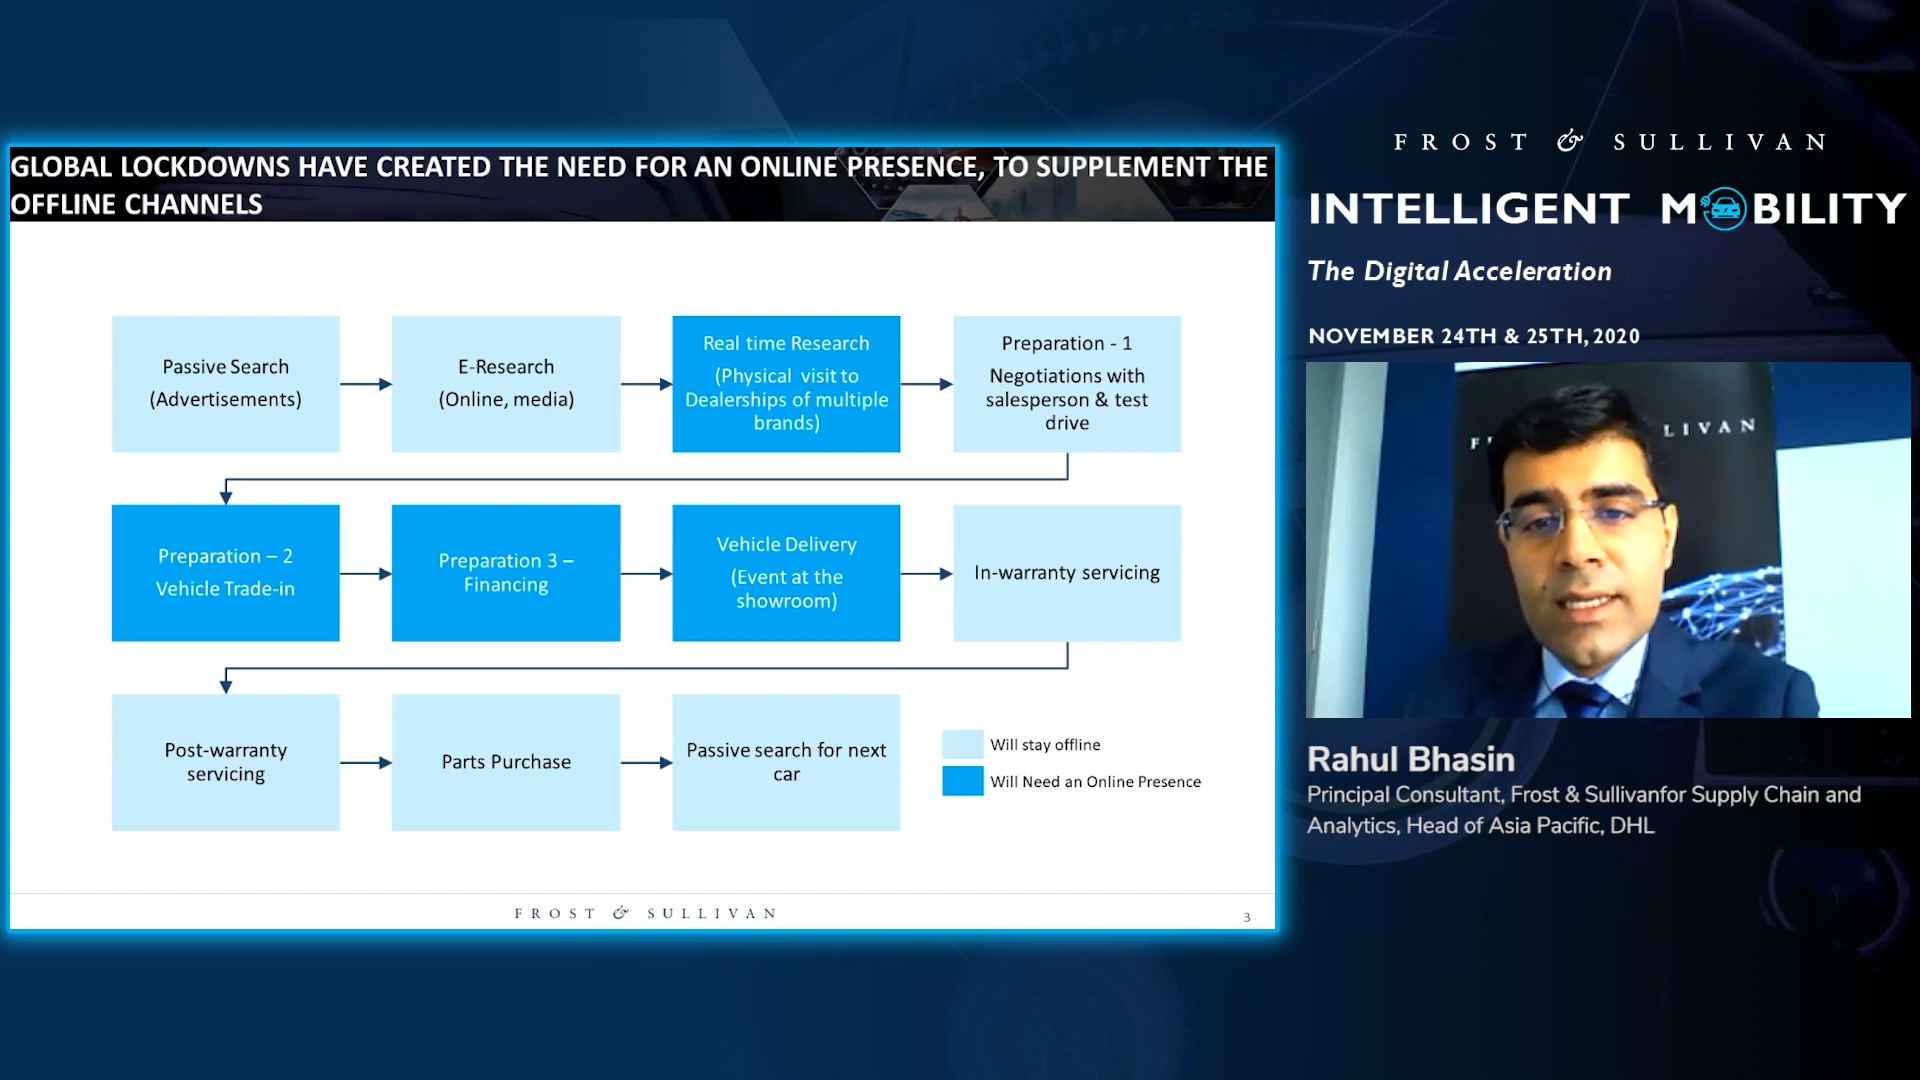 GLOBAL LOCKDOWNS HAVE CREATED THE NEED FOR AN ONLINE PRESENCE, TO SUPPLEMENT THE
OFFLINE CHANNELS
Passive Search
(Advertisements)
E-Research
(Online, media)
Real time Research
(Physical visit to
Dealerships of multiple
brands)
Preparation - 1
Negotiations with
salesperson & test
drive
Preparation – 2
Vehicle Trade-in
Preparation 3 –
Financing
Vehicle Delivery
(Event at the
showroom)
In-warranty servicing
Post-warranty
servicing
Parts Purchase
Passive search for next
car
Will stay offline
Will Need an Online Presence
FROST & SULLIVAN
3
FROST & SULLIVAN
INTELLIGENT MOBILITY
The Digital Acceleration
NOVEMBER 24TH & 25TH, 2020
F LIVAN
Rahul Bhasin
Principal Consultant, Frost & Sullivanfor Supply Chain and
Analytics, Head of Asia Pacific, DHL